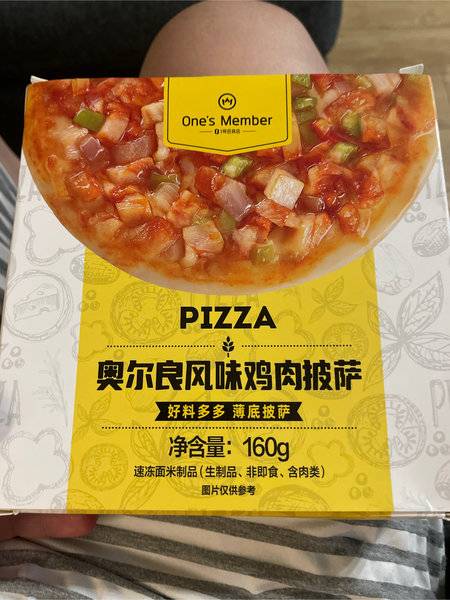 One's Member
1号会员店
PIZZA
奥尔良风味鸡肉披萨
好料多多 薄底披萨
净含量：160g
速冻面米制品（生制品、非即食、含肉类）
图片仅供参考